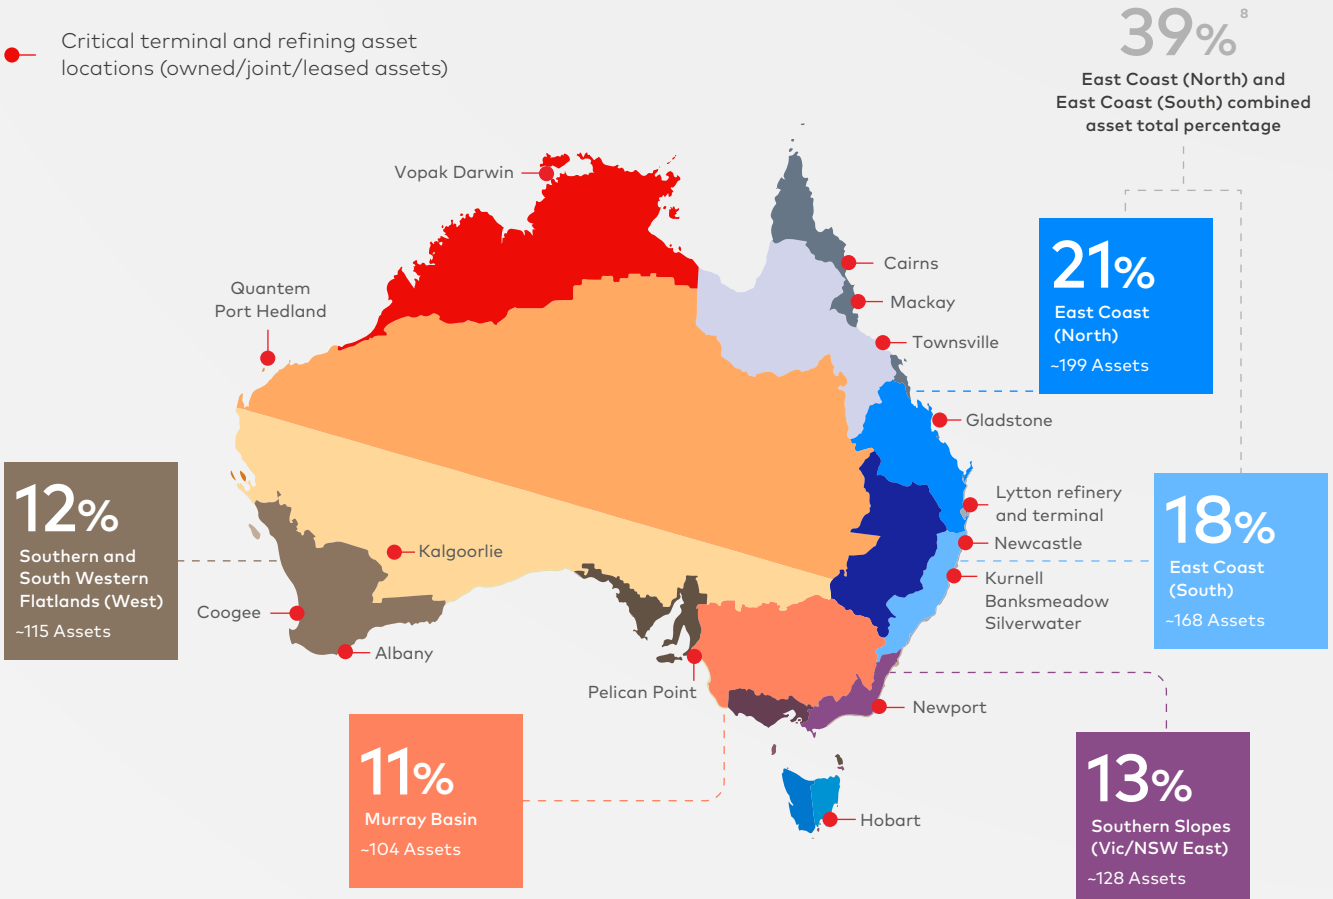 Critical terminal and refining asset
locations (owned/joint/leased assets)
39%⁸
East Coast (North) and
East Coast (South) combined
asset total percentage
Vopak Darwin
Cairns
Mackay
Townsville
Gladstone
Lytton refinery
and terminal
Newcastle
Kurnell
Banksmeadow
Silverwater
Newport
Hobart
Pelican Point
Albany
Coogee
Kalgoorlie
Quantem
Port Hedland
21%
East Coast
(North)
~199 Assets
18%
East Coast
(South)
~168 Assets
12%
Southern and
South Western
Flatlands (West)
~115 Assets
11%
Murray Basin
~104 Assets
13%
Southern Slopes
(Vic/NSW East)
~128 Assets